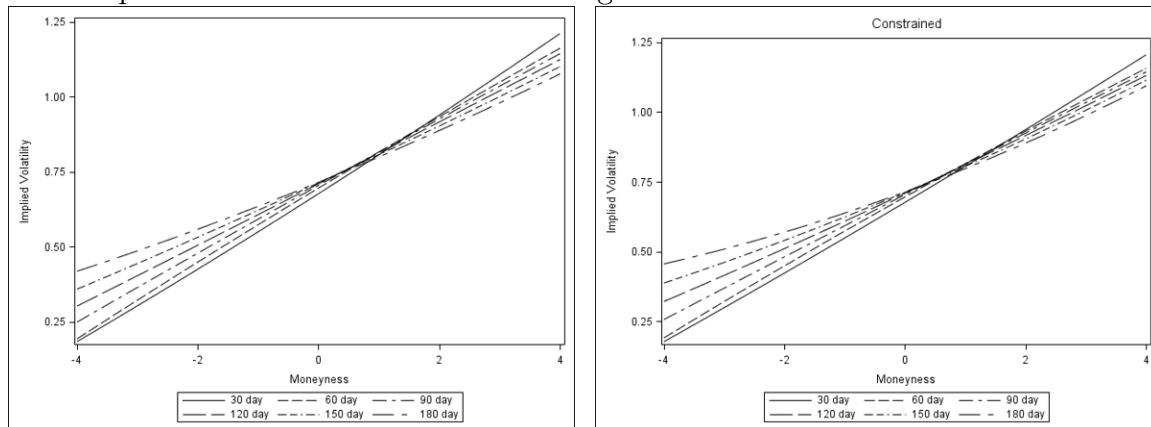 1.25
1.00
0.75
0.50
0.25
Implied Volatility
-4 -2 0 2 4
Moneyness
30 day 60 day 90 day
120 day 150 day 180 day
Constrained
1.25
1.00
0.75
0.50
0.25
Implied Volatility
-4 -2 0 2 4
Moneyness
30 day 60 day 90 day
120 day 150 day 180 day